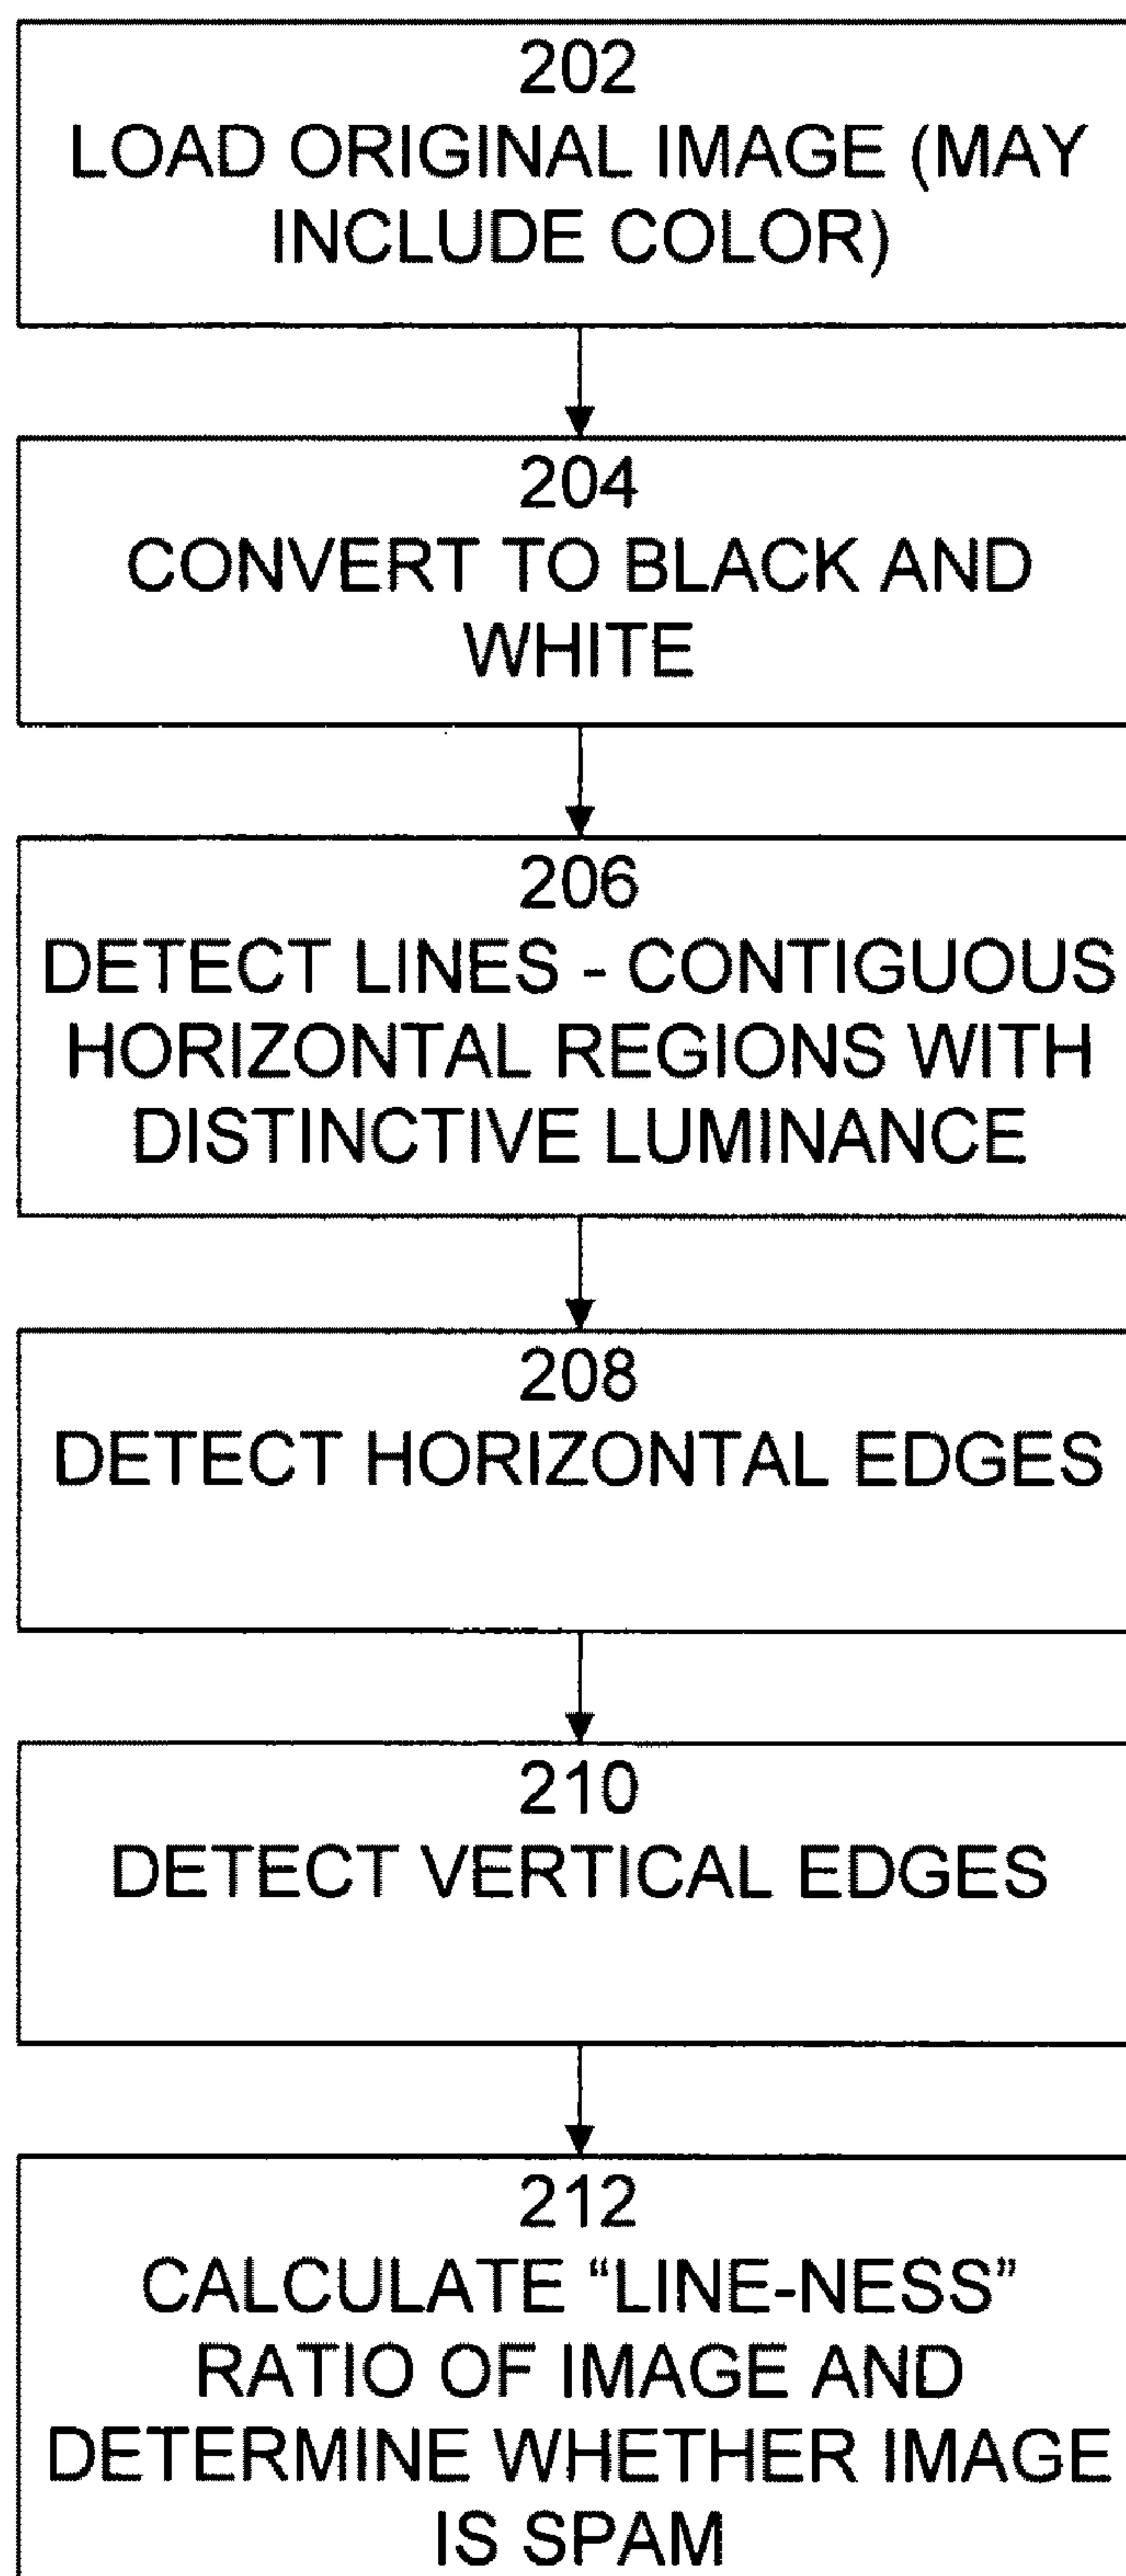 202
LOAD ORIGINAL IMAGE (MAY
INCLUDE COLOR)
204
CONVERT TO BLACK AND
WHITE
206
DETECT LINES - CONTIGUOUS
HORIZONTAL REGIONS WITH
DISTINCTIVE LUMINANCE
208
DETECT HORIZONTAL EDGES
210
DETECT VERTICAL EDGES
212
CALCULATE “LINE-NESS”
RATIO OF IMAGE AND
DETERMINE WHETHER IMAGE
IS SPAM